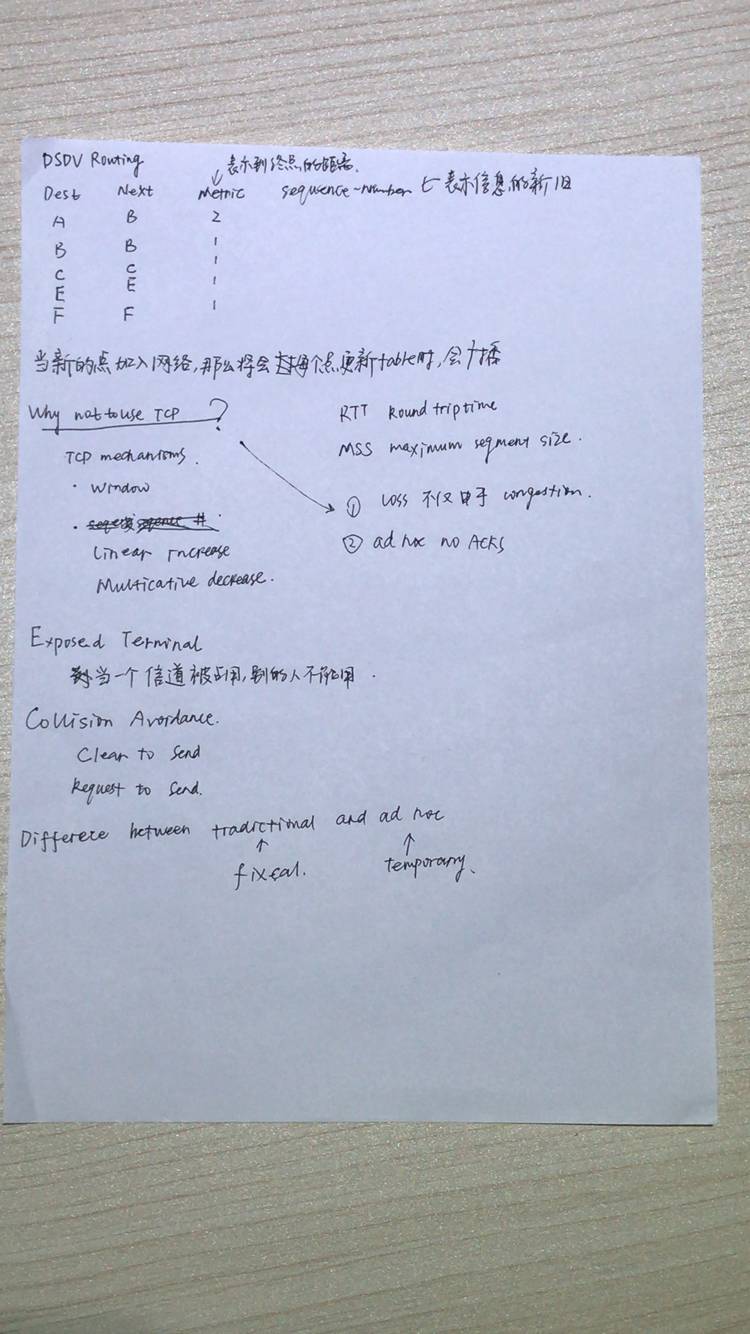 DSDV Routing
表示到终点的距离.
Dest Next Metric sequence-number 表示信息的新旧
A B 2
B B 1
C C 1
E E 1
F F 1
当新的点加入网络,那么将会 每个点更新table时,会广播
Why not to use TCP ?
RTT Round trip time
MSS maximum segment size.
TCP mechanisms.
· Window
Linear increase
Multicative decrease.
① Loss 不仅由于 congestion.
② ad hoc no ACKs
Exposed Terminal
当一个信道被占用,别的人不能用.
Collision Avoidance.
Clear to Send
Request to Send.
Differece between tradictional and ad hoc
↑ ↑
fixed. temporary.